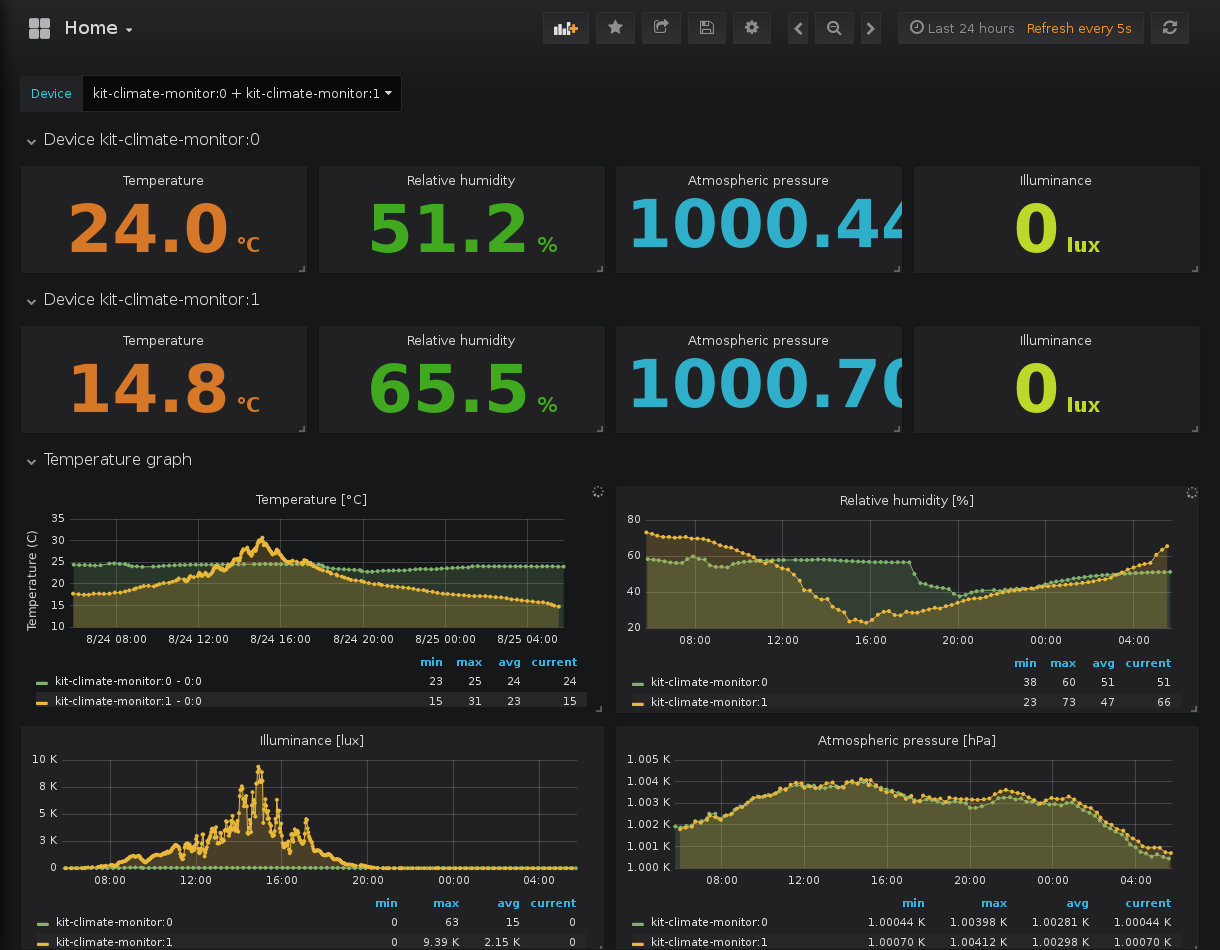 Home
Last 24 hours Refresh every 5s
Device kit-climate-monitor:0 + kit-climate-monitor:1
Device kit-climate-monitor:0
Temperature Relative humidity Atmospheric pressure Illuminance
24.0 °C 51.2 % 1000.44 0 lux
Device kit-climate-monitor:1
Temperature Relative humidity Atmospheric pressure Illuminance
14.8 °C 65.5 % 1000.70 0 lux
Temperature graph
Temperature [°C]
Temperature (C)
35
30
25
20
15
10
8/24 08:00 8/24 12:00 8/24 16:00 8/24 20:00 8/25 00:00 8/25 04:00
min max avg current
kit-climate-monitor:0 - 0:0 23 25 24 24
kit-climate-monitor:1 - 0:0 15 31 23 15
Relative humidity [%]
80
60
40
20
08:00 12:00 16:00 20:00 00:00 04:00
min max avg current
kit-climate-monitor:0 38 60 51 51
kit-climate-monitor:1 23 73 47 66
Illuminance [lux]
10 K
8 K
5 K
3 K
0
08:00 12:00 16:00 20:00 00:00 04:00
min max avg current
kit-climate-monitor:0 0 63 15 0
kit-climate-monitor:1 0 9.39 K 2.15 K 0
Atmospheric pressure [hPa]
1.005 K
1.004 K
1.003 K
1.002 K
1.001 K
1.000 K
08:00 12:00 16:00 20:00 00:00 04:00
min max avg current
kit-climate-monitor:0 1.00044 K 1.00398 K 1.00281 K 1.00044 K
kit-climate-monitor:1 1.00070 K 1.00412 K 1.00298 K 1.00070 K